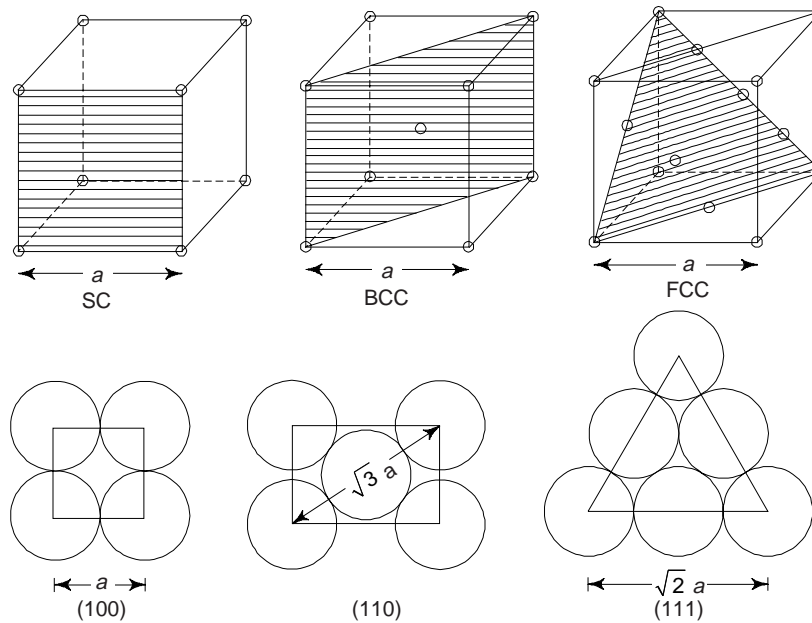 a a a
SC BCC FCC
√3 a
a √2 a
(100) (110) (111)